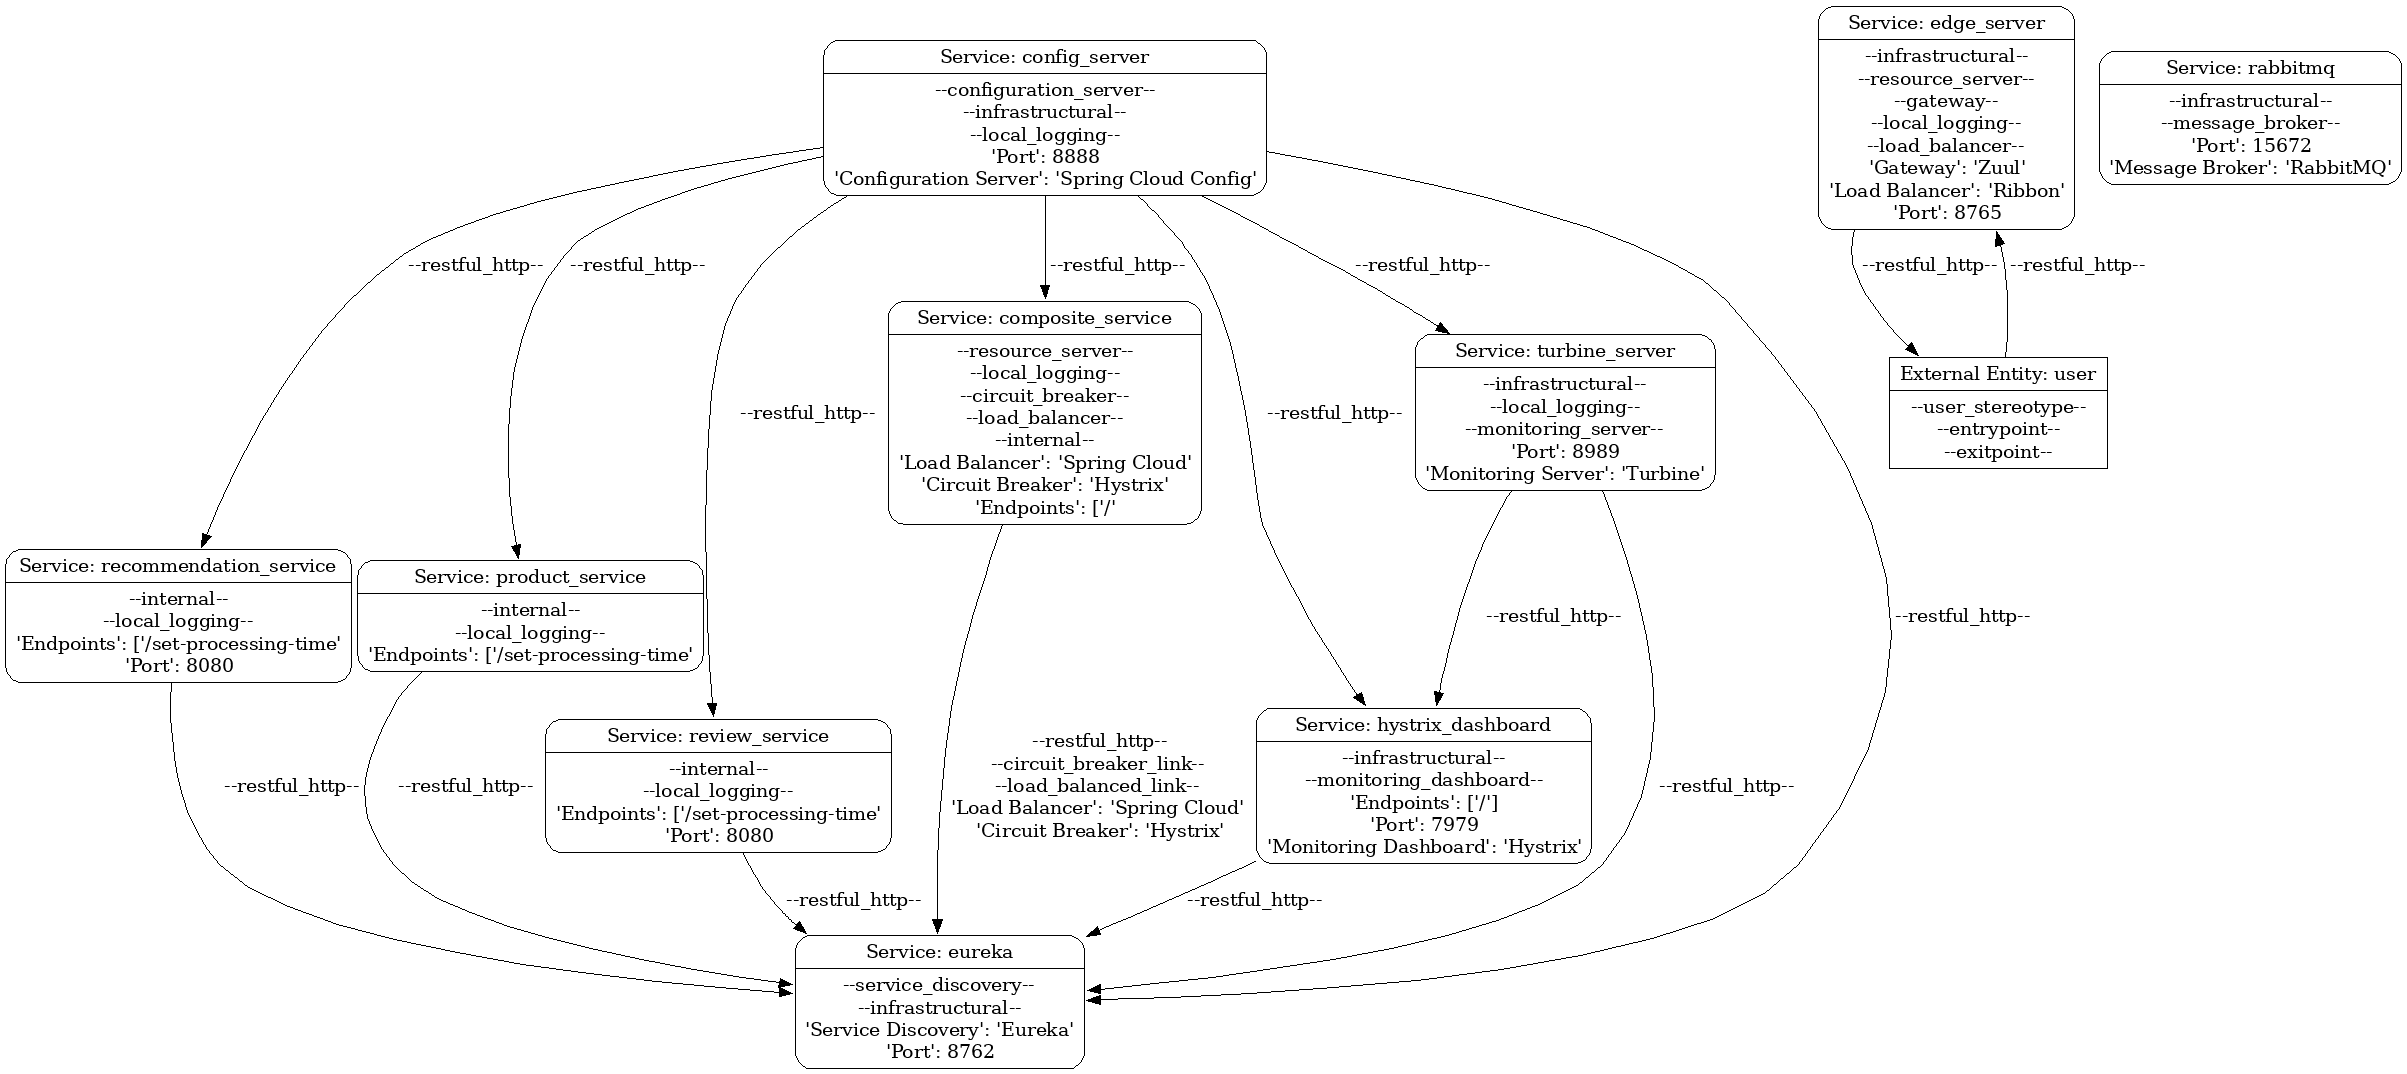 Service: config_server
--configuration_server--
--infrastructural--
--local_logging--
'Port': 8888
'Configuration Server': 'Spring Cloud Config'
Service: edge_server
--infrastructural--
--resource_server--
--gateway--
--local_logging--
--load_balancer--
'Gateway': 'Zuul'
'Load Balancer': 'Ribbon'
'Port': 8765
Service: rabbitmq
--infrastructural--
--message_broker--
'Port': 15672
'Message Broker': 'RabbitMQ'
--restful_http--
--restful_http--
--restful_http--
--restful_http--
--restful_http--
--restful_http--
--restful_http--
--restful_http--
Service: composite_service
--resource_server--
--local_logging--
--circuit_breaker--
--load_balancer--
--internal--
'Load Balancer': 'Spring Cloud'
'Circuit Breaker': 'Hystrix'
'Endpoints': ['/'
--restful_http--
Service: turbine_server
--infrastructural--
--local_logging--
--monitoring_server--
'Port': 8989
'Monitoring Server': 'Turbine'
External Entity: user
--user_stereotype--
--entrypoint--
--exitpoint--
Service: recommendation_service
--internal--
--local_logging--
'Endpoints': ['/set-processing-time'
'Port': 8080
Service: product_service
--internal--
--local_logging--
'Endpoints': ['/set-processing-time'
--restful_http--
--restful_http--
Service: review_service
--internal--
--local_logging--
'Endpoints': ['/set-processing-time'
'Port': 8080
--restful_http--
--circuit_breaker_link--
--load_balanced_link--
'Load Balancer': 'Spring Cloud'
'Circuit Breaker': 'Hystrix'
Service: hystrix_dashboard
--infrastructural--
--monitoring_dashboard--
'Endpoints': ['/']
'Port': 7979
'Monitoring Dashboard': 'Hystrix'
--restful_http--
--restful_http--
--restful_http--
--restful_http--
Service: eureka
--service_discovery--
--infrastructural--
'Service Discovery': 'Eureka'
'Port': 8762